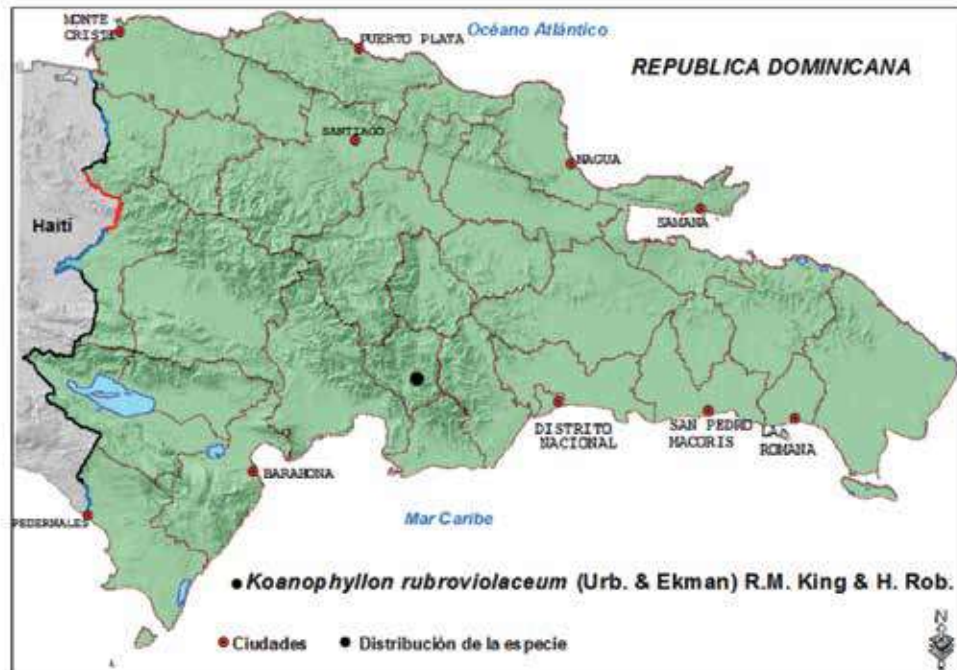 MONTE
CRISTI
PUERTO PLATA
Océano Atlántico
REPUBLICA DOMINICANA
SANTIAGO
NAGUA
SAMANA
Haití
DISTRITO
NACIONAL
SAN PEDRO
MACORIS
LA
ROMANA
BARAHONA
PEDERNALES
Mar Caribe
Koanophyllon rubroviolaceum (Urb. & Ekman) R.M. King & H. Rob.
Ciudades
Distribución de la especie
N